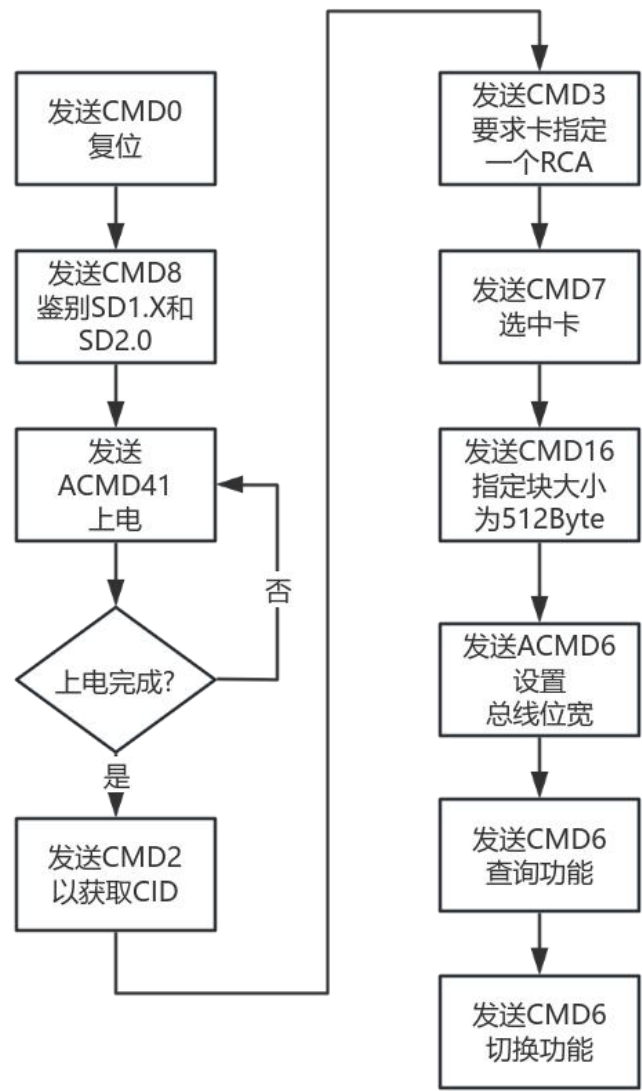 发送CMD0
复位
发送CMD8
鉴别SD1.X和
SD2.0
发送
ACMD41
上电
否
上电完成?
是
发送CMD2
以获取CID
发送CMD3
要求卡指定
一个RCA
发送CMD7
选中卡
发送CMD16
指定块大小
为512Byte
发送ACMD6
设置
总线位宽
发送CMD6
查询功能
发送CMD6
切换功能